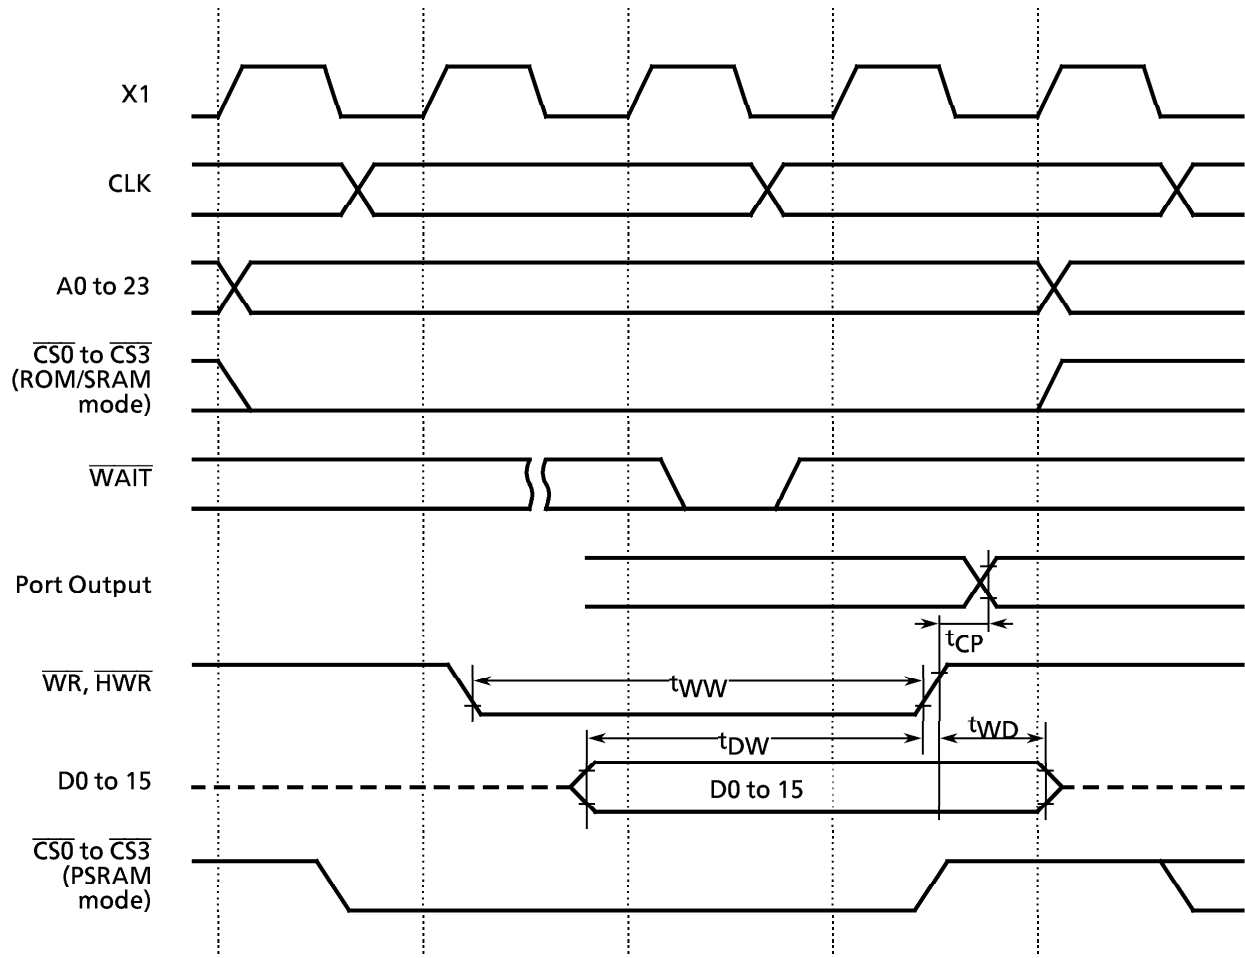 X1
CLK
A0 to 23
CS0 to CS3
(ROM/SRAM
mode)
WAIT
Port Output
tCP
WR, HWR
tWW
tWD
tDW
D0 to 15
D0 to 15
CS0 to CS3
(PSRAM
mode)